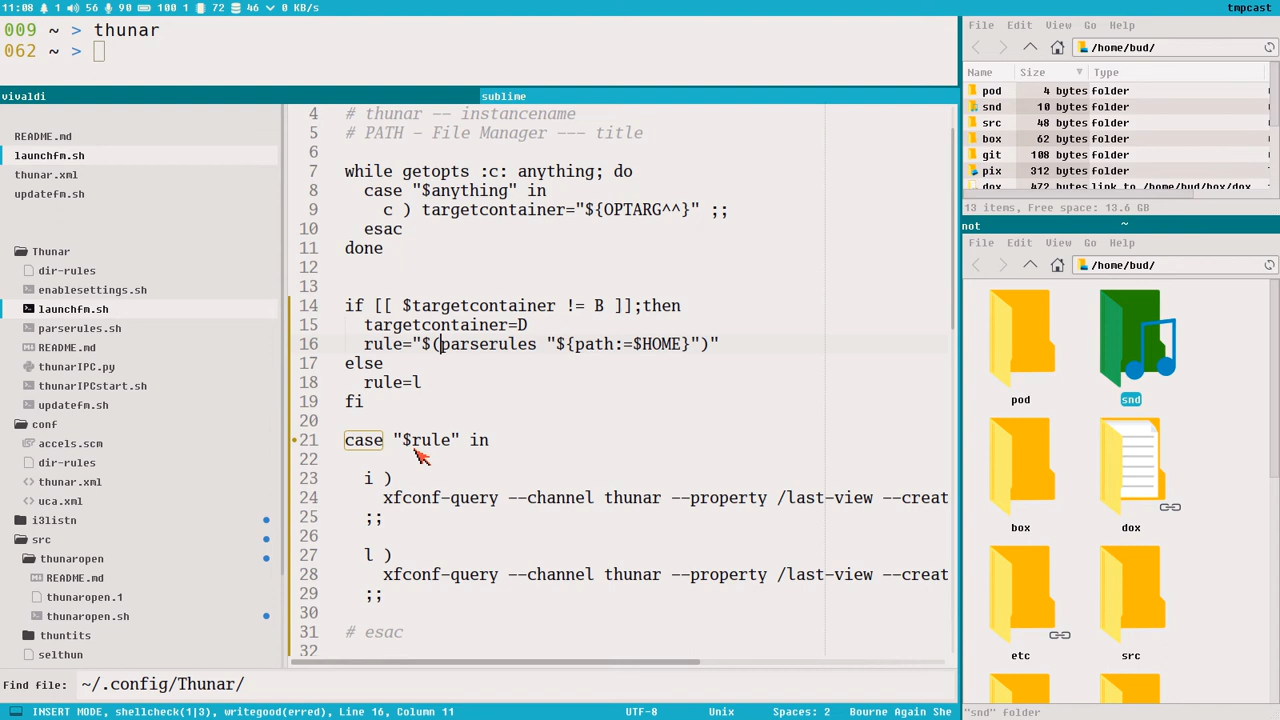 11:08 1 56 90 100 1 72 46 0 KB/s
tmpcast
009 ~ > thunar
062 ~ >
vivaldi
sublime
README.md
launchfm.sh
thunar.xml
updatefm.sh
Thunar
dir-rules
enablesettings.sh
launchfm.sh
parserules.sh
README.md
thunarIPC.py
thunarIPCstart.sh
updatefm.sh
conf
accels.scm
dir-rules
thunar.xml
uca.xml
i3listn
src
thunaropen
README.md
thunaropen.1
thunaropen.sh
thuntits
selthun
4 # thunar -- instancename
5 # PATH - File Manager --- title
6
7 while getopts :c: anything; do
8 case "$anything" in
9 c ) targetcontainer="${OPTARG^^}" ;;
10 esac
11 done
12
13
14 if [[ $targetcontainer != B ]];then
15 targetcontainer=D
16 rule="$(parserules "${path:=$HOME}")"
17 else
18 rule=l
19 fi
20
21 case "$rule" in
22
23 i )
24 xfconf-query --channel thunar --property /last-view --creat
25 ;;
26
27 l )
28 xfconf-query --channel thunar --property /last-view --creat
29 ;;
30
31 # esac
32
Find file: ~/.config/Thunar/
INSERT MODE, shellcheck(1|3), writegood(erred), Line 16, Column 11
UTF-8
Unix
Spaces: 2
Bourne Again She
File Edit View Go Help
/home/bud/
Name Size Type
pod 4 bytes folder
snd 10 bytes folder
src 48 bytes folder
box 62 bytes folder
git 108 bytes folder
pix 312 bytes folder
dox 472 bytes link to /home/bud/box/dox
13 items, Free space: 13.6 GB
not ~
File Edit View Go Help
/home/bud/
pod
snd
box
dox
etc
src
"snd" folder